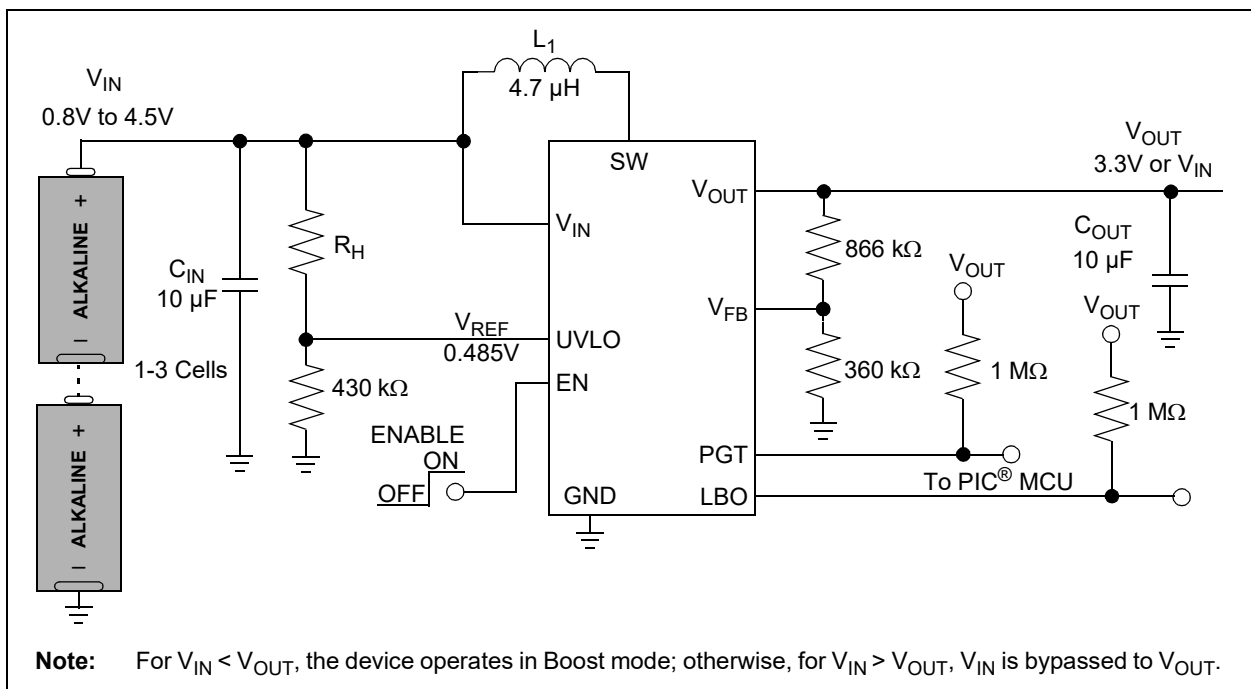 L1
4.7 µH
VIN
0.8V to 4.5V
ALKALINE + –
1-3 Cells
ALKALINE + –
CIN
10 µF
RH
430 kΩ
VREF
0.485V
ENABLE
ON
OFF
SW
VIN
UVLO
EN
GND
VOUT
VFB
PGT
LBO
866 kΩ
360 kΩ
VOUT
1 MΩ
To PIC® MCU
VOUT
3.3V or VIN
COUT
10 µF
VOUT
1 MΩ
Note: For VIN < VOUT, the device operates in Boost mode; otherwise, for VIN > VOUT, VIN is bypassed to VOUT.